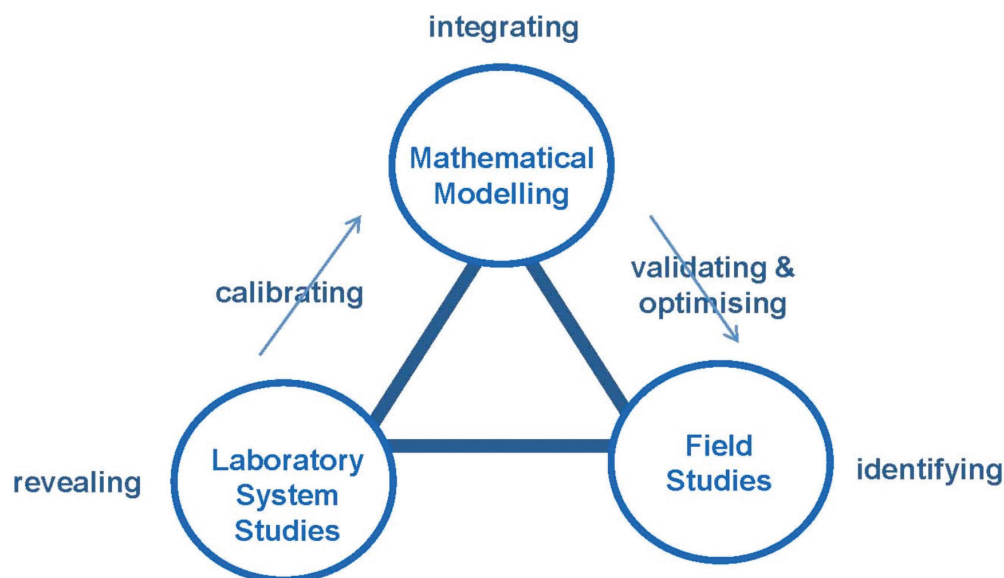 integrating
Mathematical
Modelling
calibrating
validating &
optimising
revealing
Laboratory
System
Studies
Field
Studies
identifying